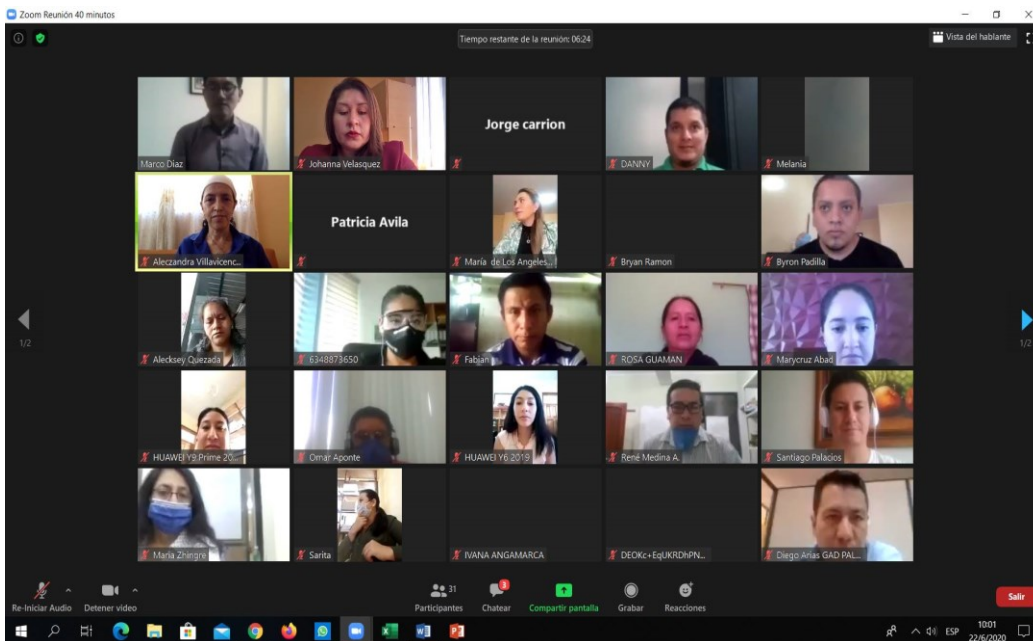 Zoom Reunión 40 minutos
Tiempo restante de la reunión: 06:24
Vista del hablante
Marco Diaz
Johanna Velasquez
Jorge carrion
DANNY
Melania
Aleczandra Villavicenc...
Patricia Avila
María de Los Angeles...
Bryan Ramon
Byron Padilla
1/2
Alecksey Quezada
6348873650
Fabian
ROSA GUAMAN
Marycruz Abad
1/2
HUAWEI Y9 Prime 20...
Omar Aponte
HUAWEI Y6 2019
René Medina A.
Santiago Palacios
María Zhingre
Sarita
IVANA ANGAMARCA
DEOKc+EqUKRDhPN...
Diego Arias GAD PAL...
31
3
Re-Iniciar Audio
Detener video
Participantes
Chatear
Compartir pantalla
Grabar
Reacciones
Salir
ESP
10:01
22/6/2020